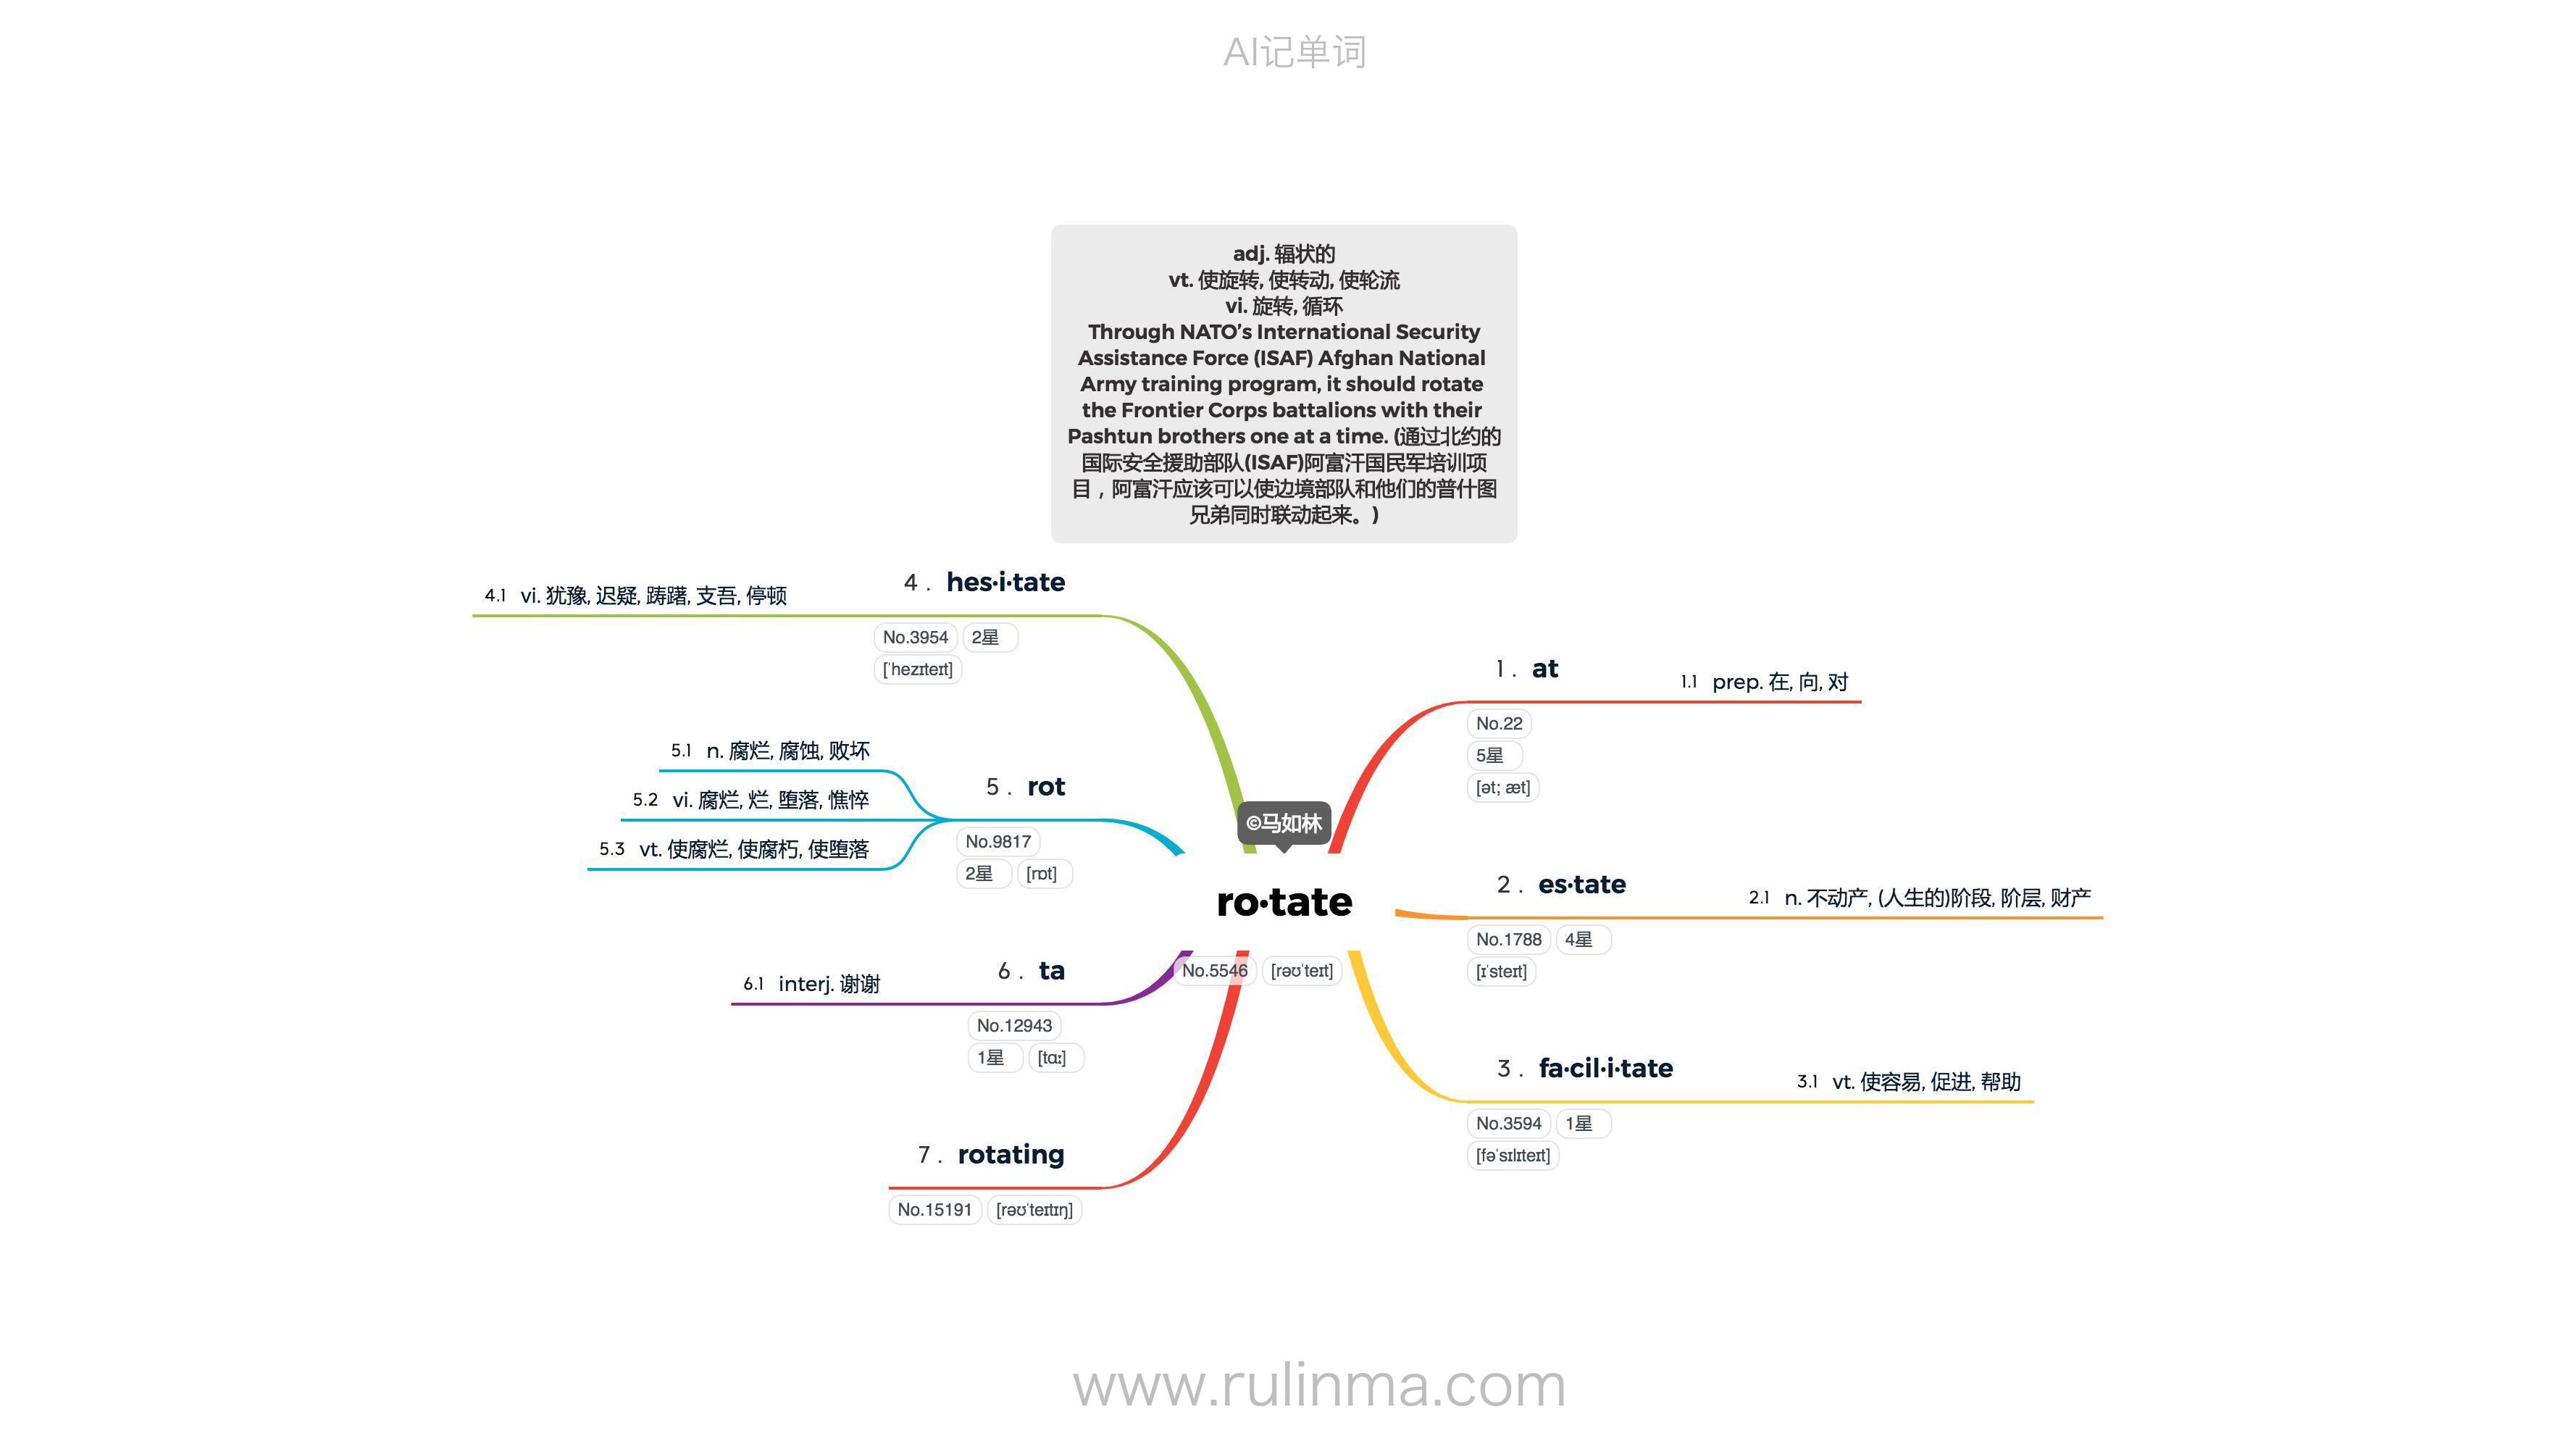 AI记单词
adj. 辐状的
vt. 使旋转, 使转动, 使轮流
vi. 旋转, 循环
Through NATO’s International Security
Assistance Force (ISAF) Afghan National
Army training program, it should rotate
the Frontier Corps battalions with their
Pashtun brothers one at a time. (通过北约的
国际安全援助部队(ISAF)阿富汗国民军培训项
目，阿富汗应该可以使边境部队和他们的普什图
兄弟同时联动起来。)
©马如林
ro·tate
No.5546 [rəʊˈteɪt]
1. at
1.1 prep. 在, 向, 对
No.22
5星
[ət; æt]
2. es·tate
2.1 n. 不动产, (人生的)阶段, 阶层, 财产
No.1788 4星
[ɪˈsteɪt]
3. fa·cil·i·tate
3.1 vt. 使容易, 促进, 帮助
No.3594 1星
[fəˈsɪlɪteɪt]
4. hes·i·tate
4.1 vi. 犹豫, 迟疑, 踌躇, 支吾, 停顿
No.3954 2星
[ˈhezɪteɪt]
5. rot
5.1 n. 腐烂, 腐蚀, 败坏
5.2 vi. 腐烂, 烂, 堕落, 憔悴
5.3 vt. 使腐烂, 使腐朽, 使堕落
No.9817
2星 [rɒt]
6. ta
6.1 interj. 谢谢
No.12943
1星 [tɑː]
7. rotating
No.15191 [rəʊˈteɪtɪŋ]
www.rulinma.com